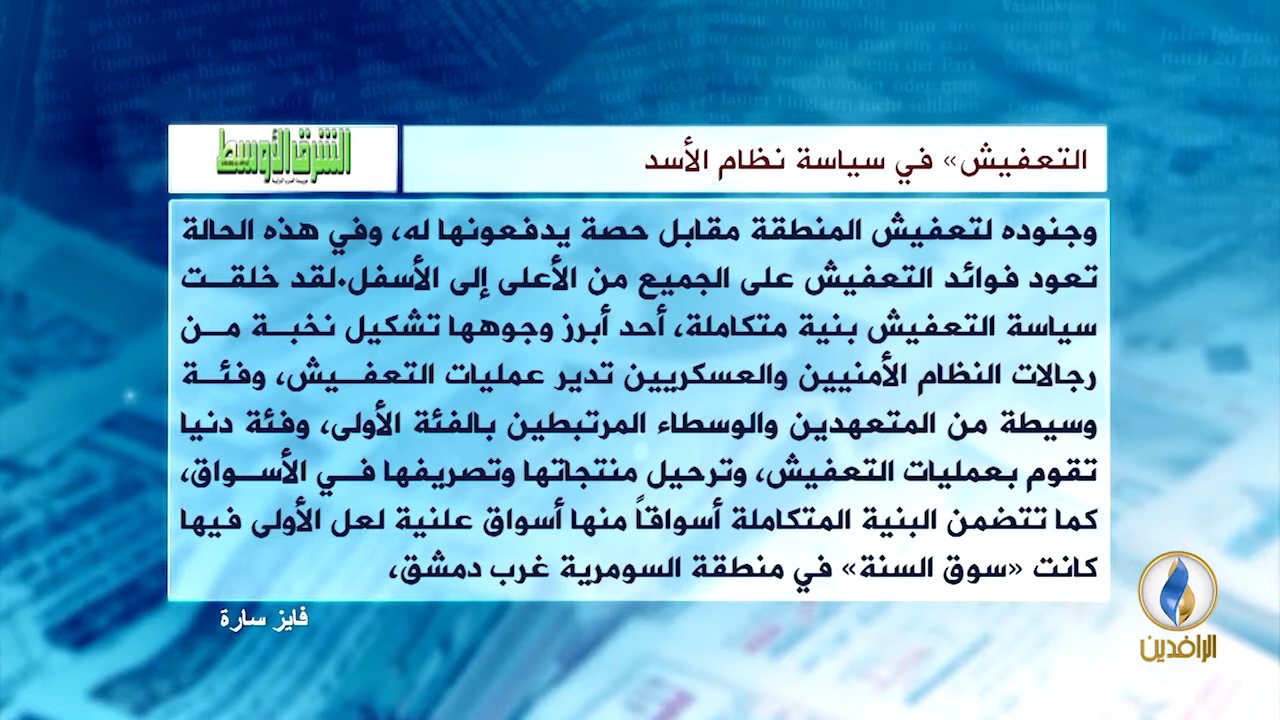 التعفيش» في سياسة نظام الأسد
الشرق الأوسط
وجنوده لتعفيش المنطقة مقابل حصة يدفعونها له، وفي هذه الحالة
تعود فوائد التعفيش على الجميع من الأعلى إلى الأسفل.لقد خلقت
سياسة التعفيش بنية متكاملة، أحد أبرز وجوهها تشكيل نخبة من
رجالات النظام الأمنيين والعسكريين تدير عمليات التعفيش، وفئة
وسيطة من المتعهدين والوسطاء المرتبطين بالفئة الأولى، وفئة دنيا
تقوم بعمليات التعفيش، وترحيل منتجاتها وتصريفها في الأسواق،
كما تتضمن البنية المتكاملة أسواقاً منها أسواق علنية لعل الأولى فيها
كانت «سوق السنة» في منطقة السومرية غرب دمشق،
فايز سارة
الرافدين